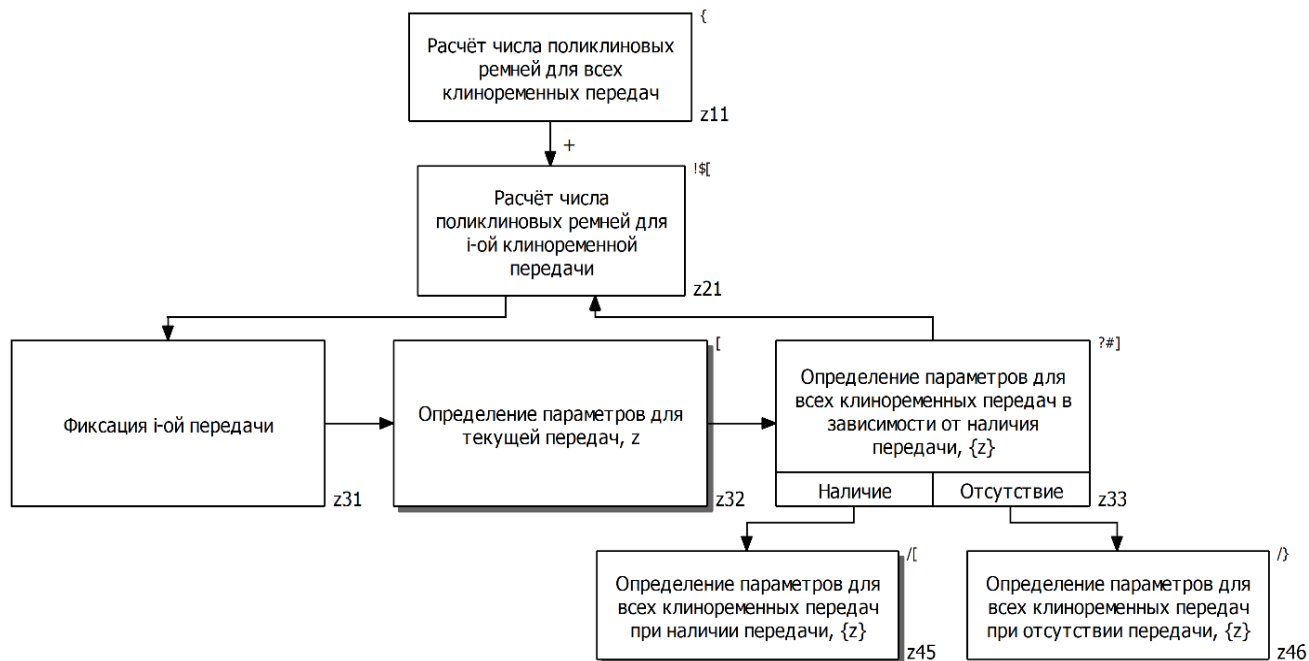 {
Расчёт числа поликлиновых
ремней для всех
клиноременных передач
z11
+
!$[
Расчёт числа
поликлиновых ремней для
i-ой клиноременной
передачи
z21
Фиксация i-ой передачи
z31
[
Определение параметров для
текущей передач, z
z32
?#]
Определение параметров для
всех клиноременных передач в
зависимости от наличия
передачи, {z}
Наличие
Отсутствие
z33
/[
Определение параметров для
всех клиноременных передач
при наличии передачи, {z}
z45
/}
Определение параметров для
всех клиноременных передач
при отсутствии передачи, {z}
z46